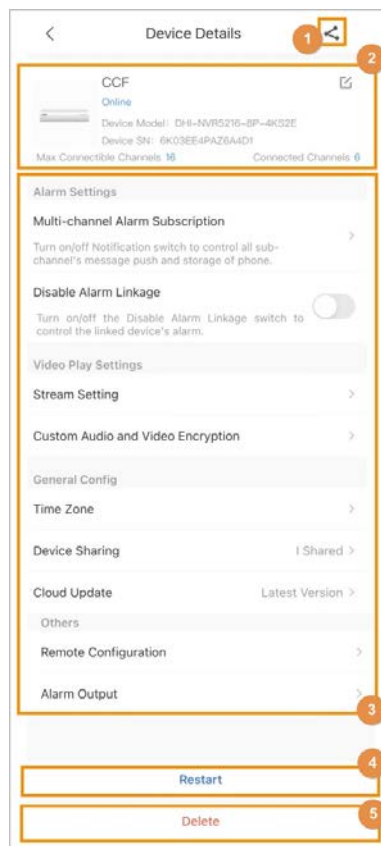 Device Details
1
2
CCF
Online
Device Model: DHI-NVR5216-8P-4KS2E
Device SN: 6K03EE4PAZ6A4D1
Max Connectible Channels 16 Connected Channels 6
Alarm Settings
Multi-channel Alarm Subscription
Turn on/off Notification switch to control all sub-
channel's message push and storage of phone.
Disable Alarm Linkage
Turn on/off the Disable Alarm Linkage switch to
control the linked device's alarm.
Video Play Settings
Stream Setting
Custom Audio and Video Encryption
General Config
Time Zone
Device Sharing I Shared
Cloud Update Latest Version
Others
Remote Configuration
Alarm Output
3
4
Restart
5
Delete